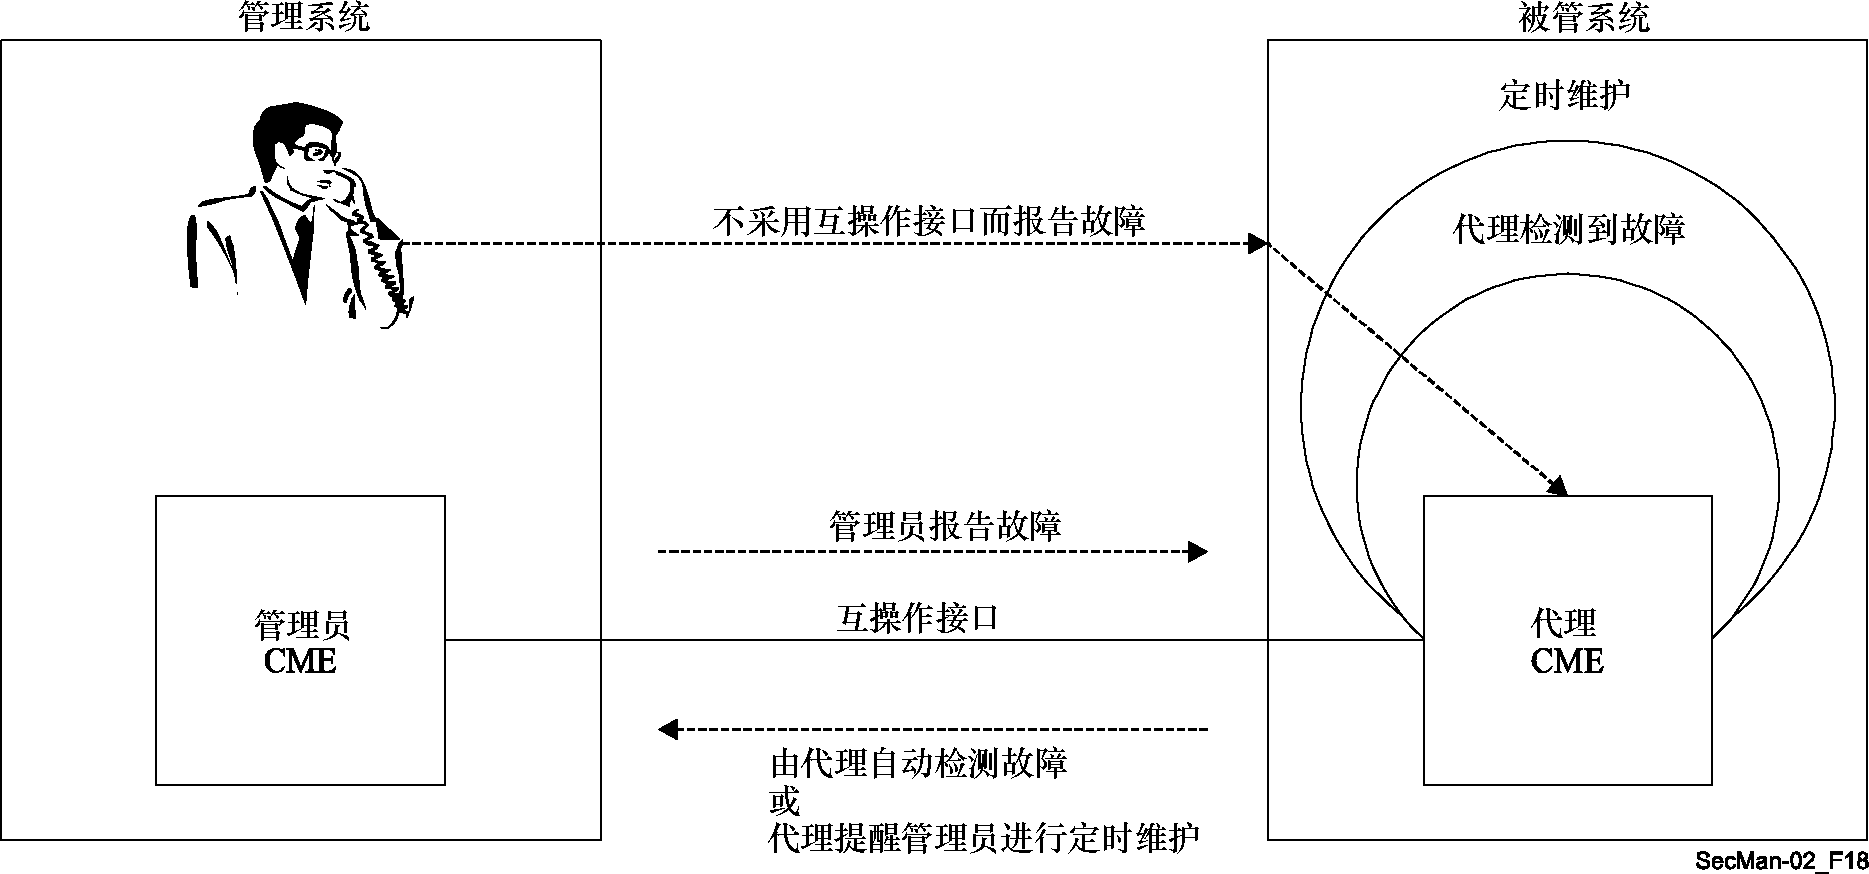 管理系统
被管系统
定时维护
不采用互操作接口而报告故障
代理检测到故障
管理员报告故障
互操作接口
管理员
CME
代理
CME
由代理自动检测故障
或
代理提醒管理员进行定时维护
SecMan-02_F18